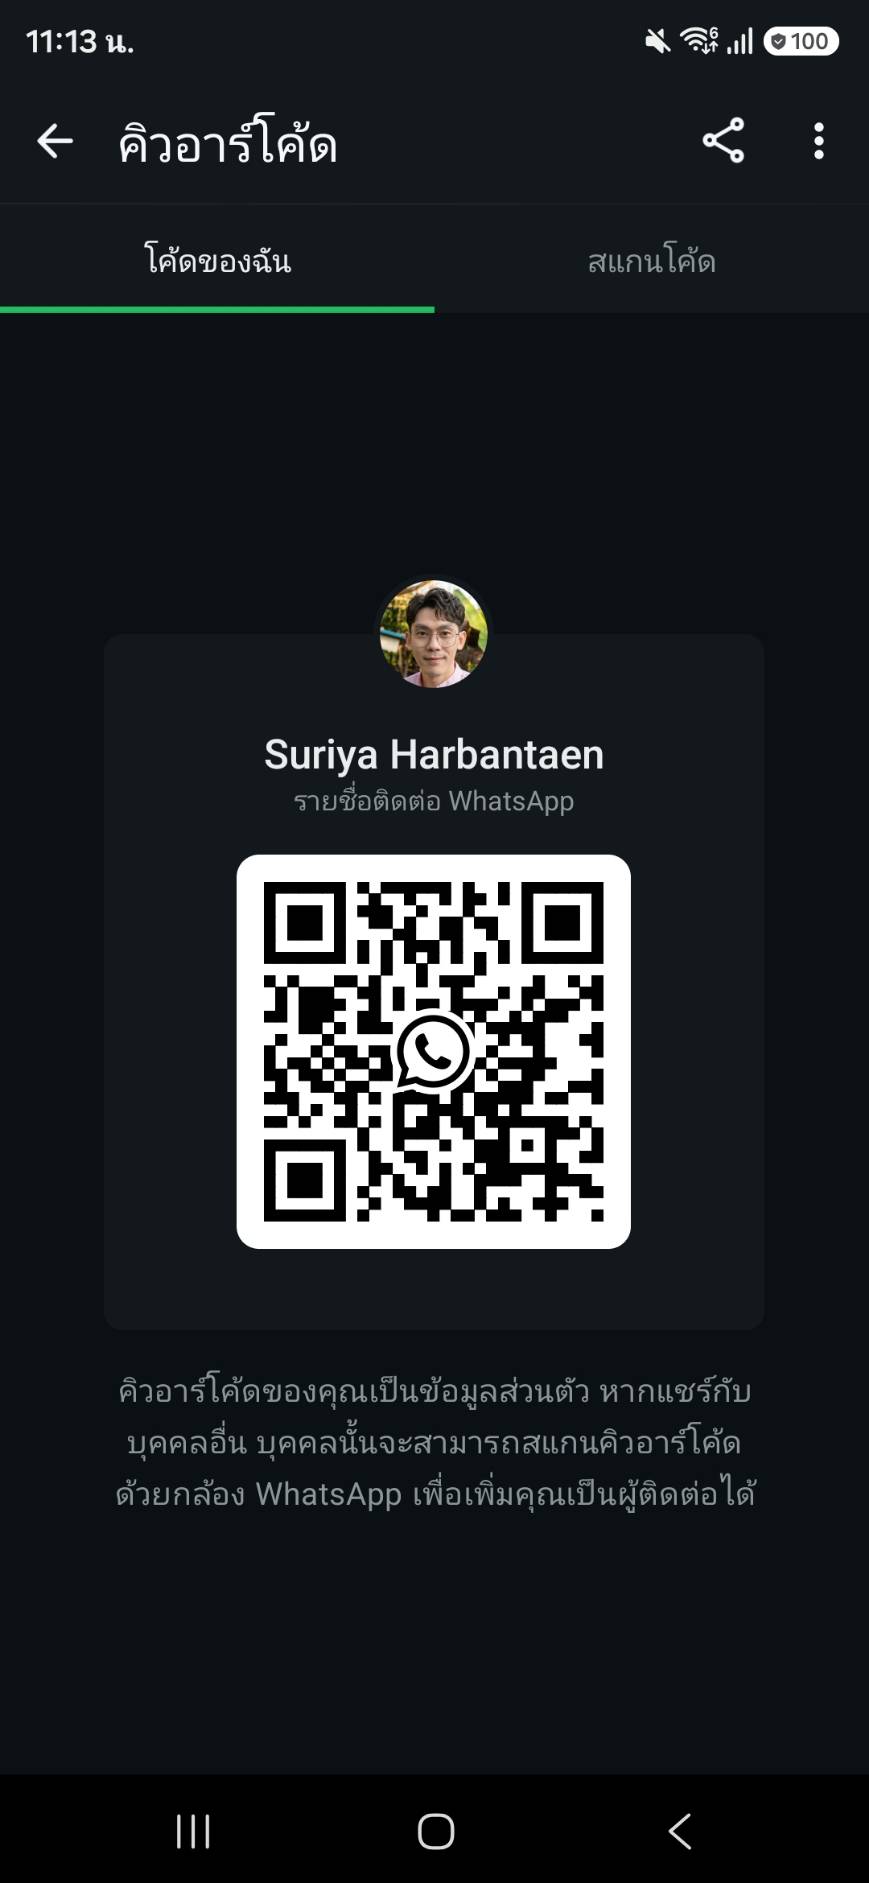 11:13 น.
6
100
คิวอาร์โค้ด
โค้ดของฉัน
สแกนโค้ด
Suriya Harbantaen
รายชื่อติดต่อ WhatsApp
คิวอาร์โค้ดของคุณเป็นข้อมูลส่วนตัว หากแชร์กับ
บุคคลอื่น บุคคลนั้นจะสามารถสแกนคิวอาร์โค้ด
ด้วยกล้อง WhatsApp เพื่อเพิ่มคุณเป็นผู้ติดต่อได้